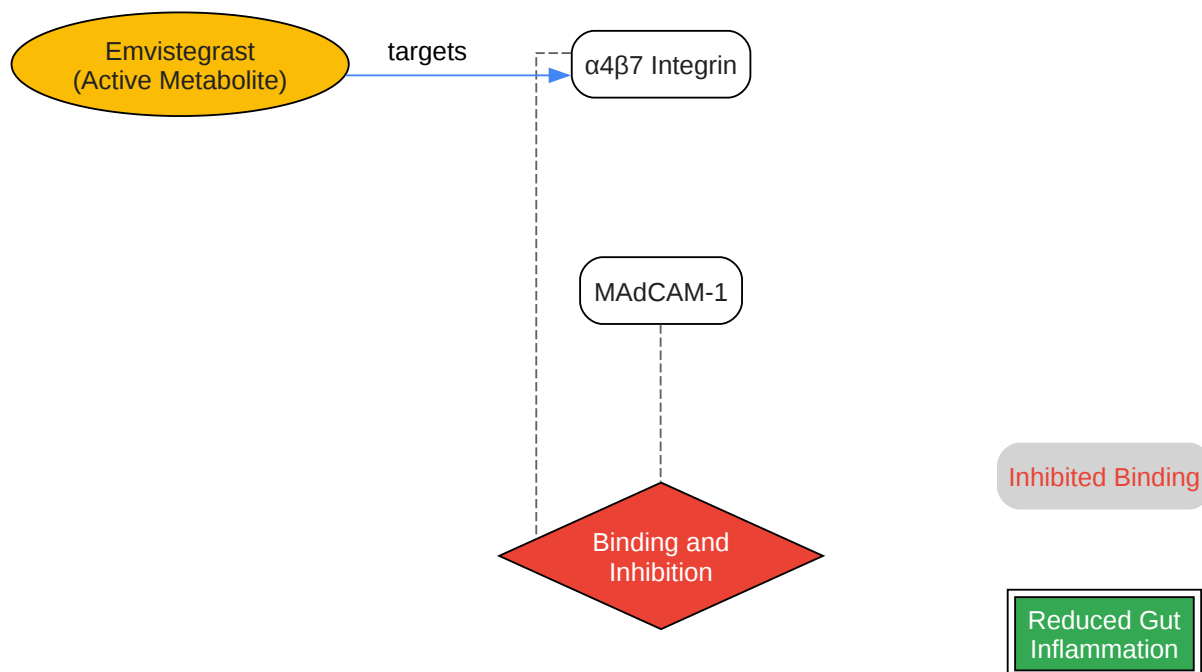 Emvistegrast
(Active Metabolite)
targets
α4β7 Integrin
MAdCAM-1
Inhibited Binding
Binding and
Inhibition
Reduced Gut
Inflammation